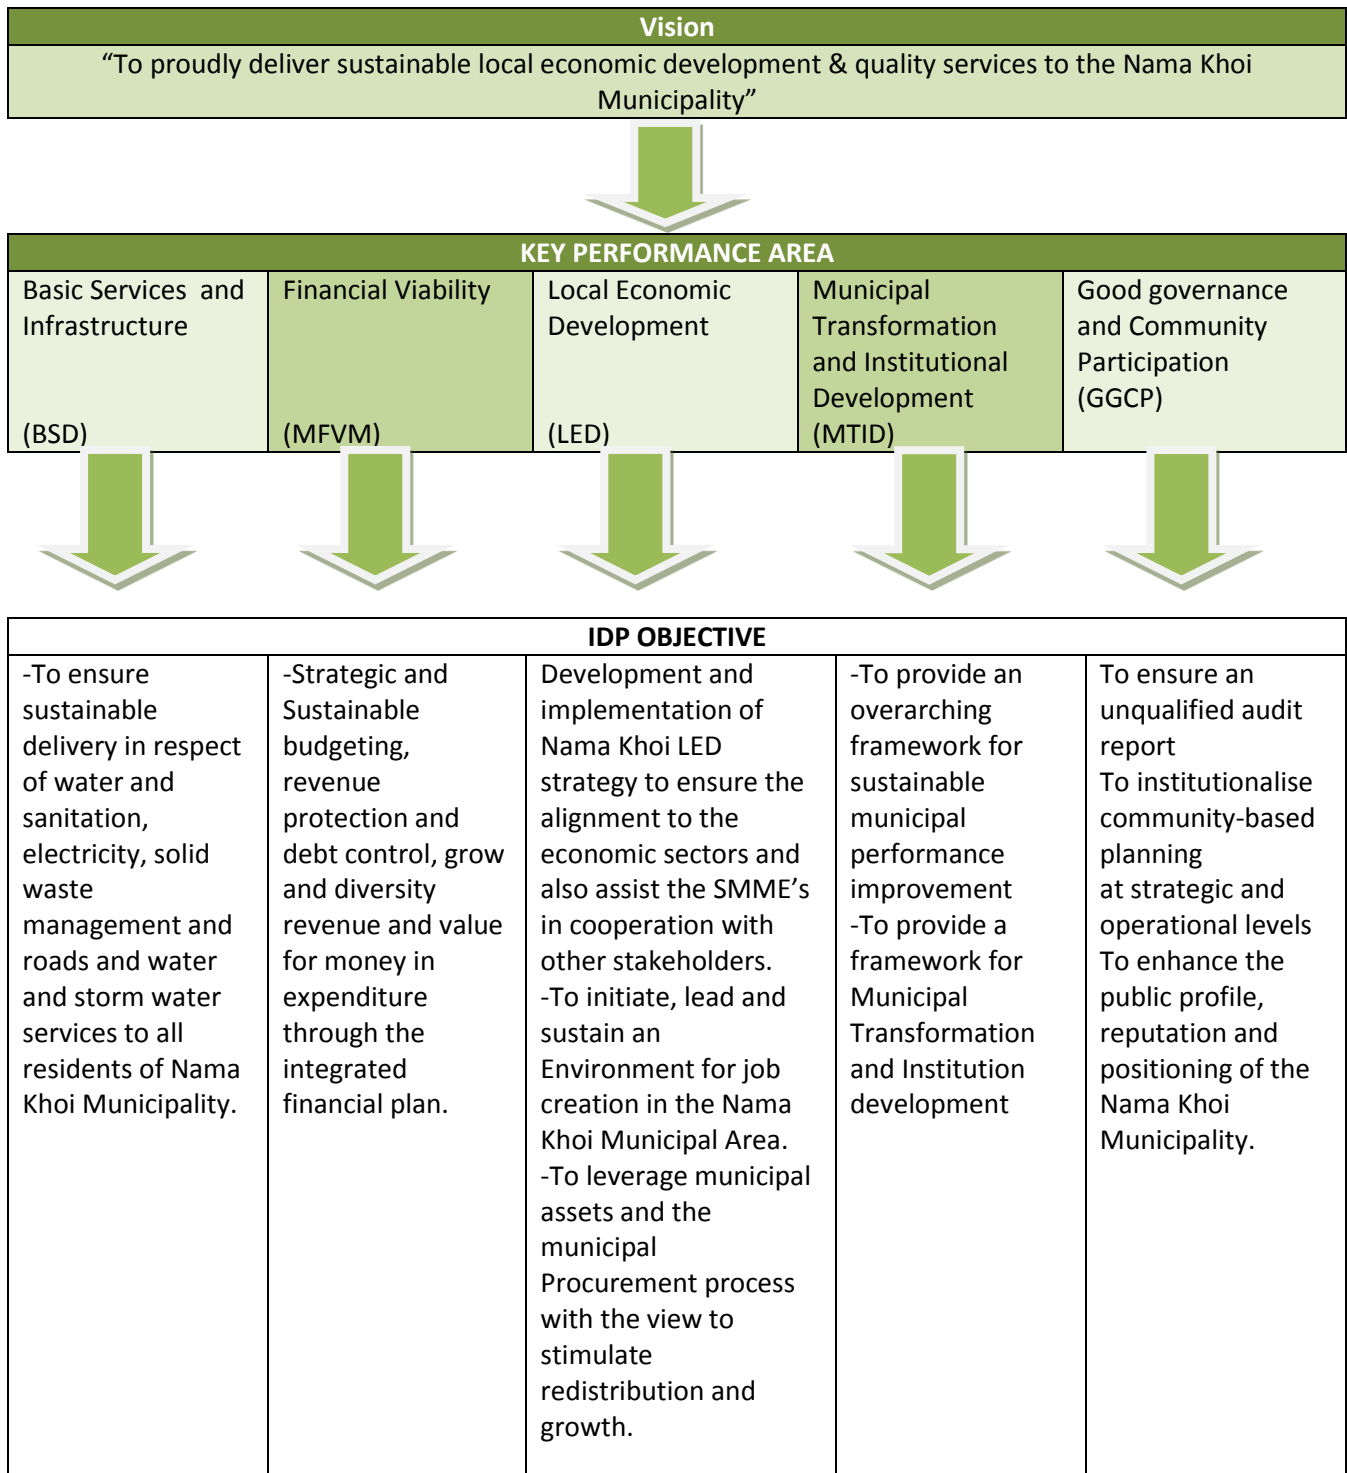 Vision
“To proudly deliver sustainable local economic development & quality services to the Nama Khoi
Municipality”
KEY PERFORMANCE AREA
Basic Services and
Infrastructure
(BSD)
Financial Viability
(MFVM)
Local Economic
Development
(LED)
Municipal
Transformation
and Institutional
Development
(MTID)
Good governance
and Community
Participation
(GGCP)
IDP OBJECTIVE
-To ensure
sustainable
delivery in respect
of water and
sanitation,
electricity, solid
waste
management and
roads and water
and storm water
services to all
residents of Nama
Khoi Municipality.
-Strategic and
Sustainable
budgeting,
revenue
protection and
debt control, grow
and diversity
revenue and value
for money in
expenditure
through the
integrated
financial plan.
Development and
implementation of
Nama Khoi LED
strategy to ensure the
alignment to the
economic sectors and
also assist the SMME’s
in cooperation with
other stakeholders.
-To initiate, lead and
sustain an
Environment for job
creation in the Nama
Khoi Municipal Area.
-To leverage municipal
assets and the
municipal
Procurement process
with the view to
stimulate
redistribution and
growth.
-To provide an
overarching
framework for
sustainable
municipal
performance
improvement
-To provide a
framework for
Municipal
Transformation
and Institution
development
To ensure an
unqualified audit
report
To institutionalise
community-based
planning
at strategic and
operational levels
To enhance the
public profile,
reputation and
positioning of the
Nama Khoi
Municipality.